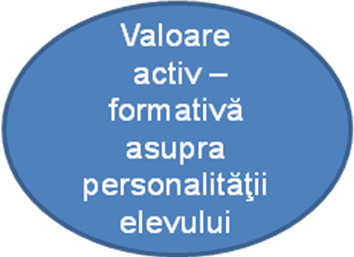 Valoare
activ –
formativă
asupra
personalităţii
elevului